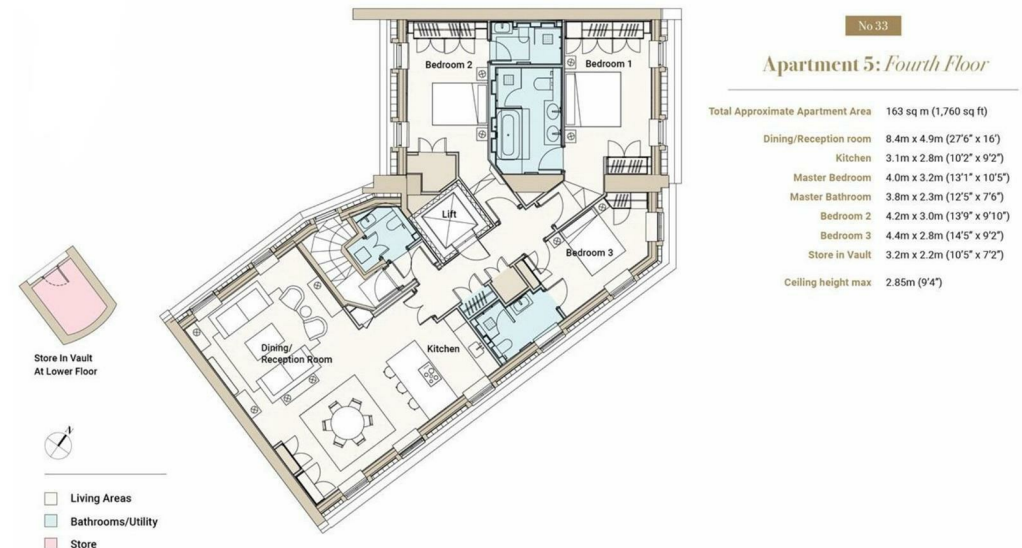 No 33
Apartment 5: Fourth Floor
Total Approximate Apartment Area 163 sq m (1,760 sq ft)
Dining/Reception room 8.4m x 4.9m (27'6" x 16')
Kitchen 3.1m x 2.8m (10'2" x 9'2")
Master Bedroom 4.0m x 3.2m (13'1" x 10'5")
Master Bathroom 3.8m x 2.3m (12'5" x 7'6")
Bedroom 2 4.2m x 3.0m (13'9" x 9'10")
Bedroom 3 4.4m x 2.8m (14'5" x 9'2")
Store in Vault 3.2m x 2.2m (10'5" x 7'2")
Ceiling height max 2.85m (9'4")
Bedroom 2
Bedroom 1
Lift
Bedroom 3
Dining/
Reception Room
Kitchen
Store In Vault
At Lower Floor
N
Living Areas
Bathrooms/Utility
Store